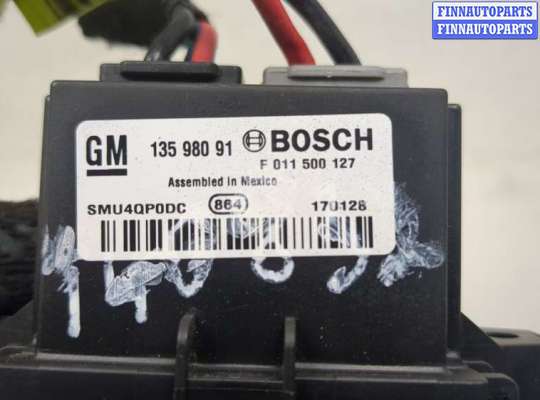 FINNAUTOPARTS
FINNAUTOPARTS
GM 135 980 91 BOSCH
F 011 500 127
Assembled in Mexico
SMU4QP0DC 864 170128